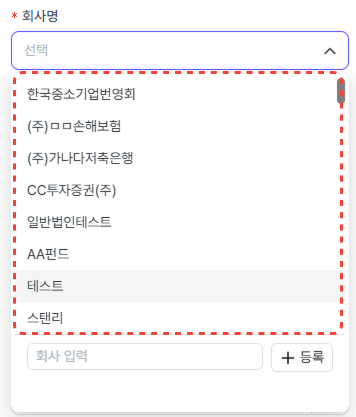 * 회사명
선택
한국중소기업번영회
(주)ㅁㅁ손해보험
(주)가나다저축은행
CC투자증권(주)
일반법인테스트
AA펀드
테스트
스탠리
회사 입력
+ 등록